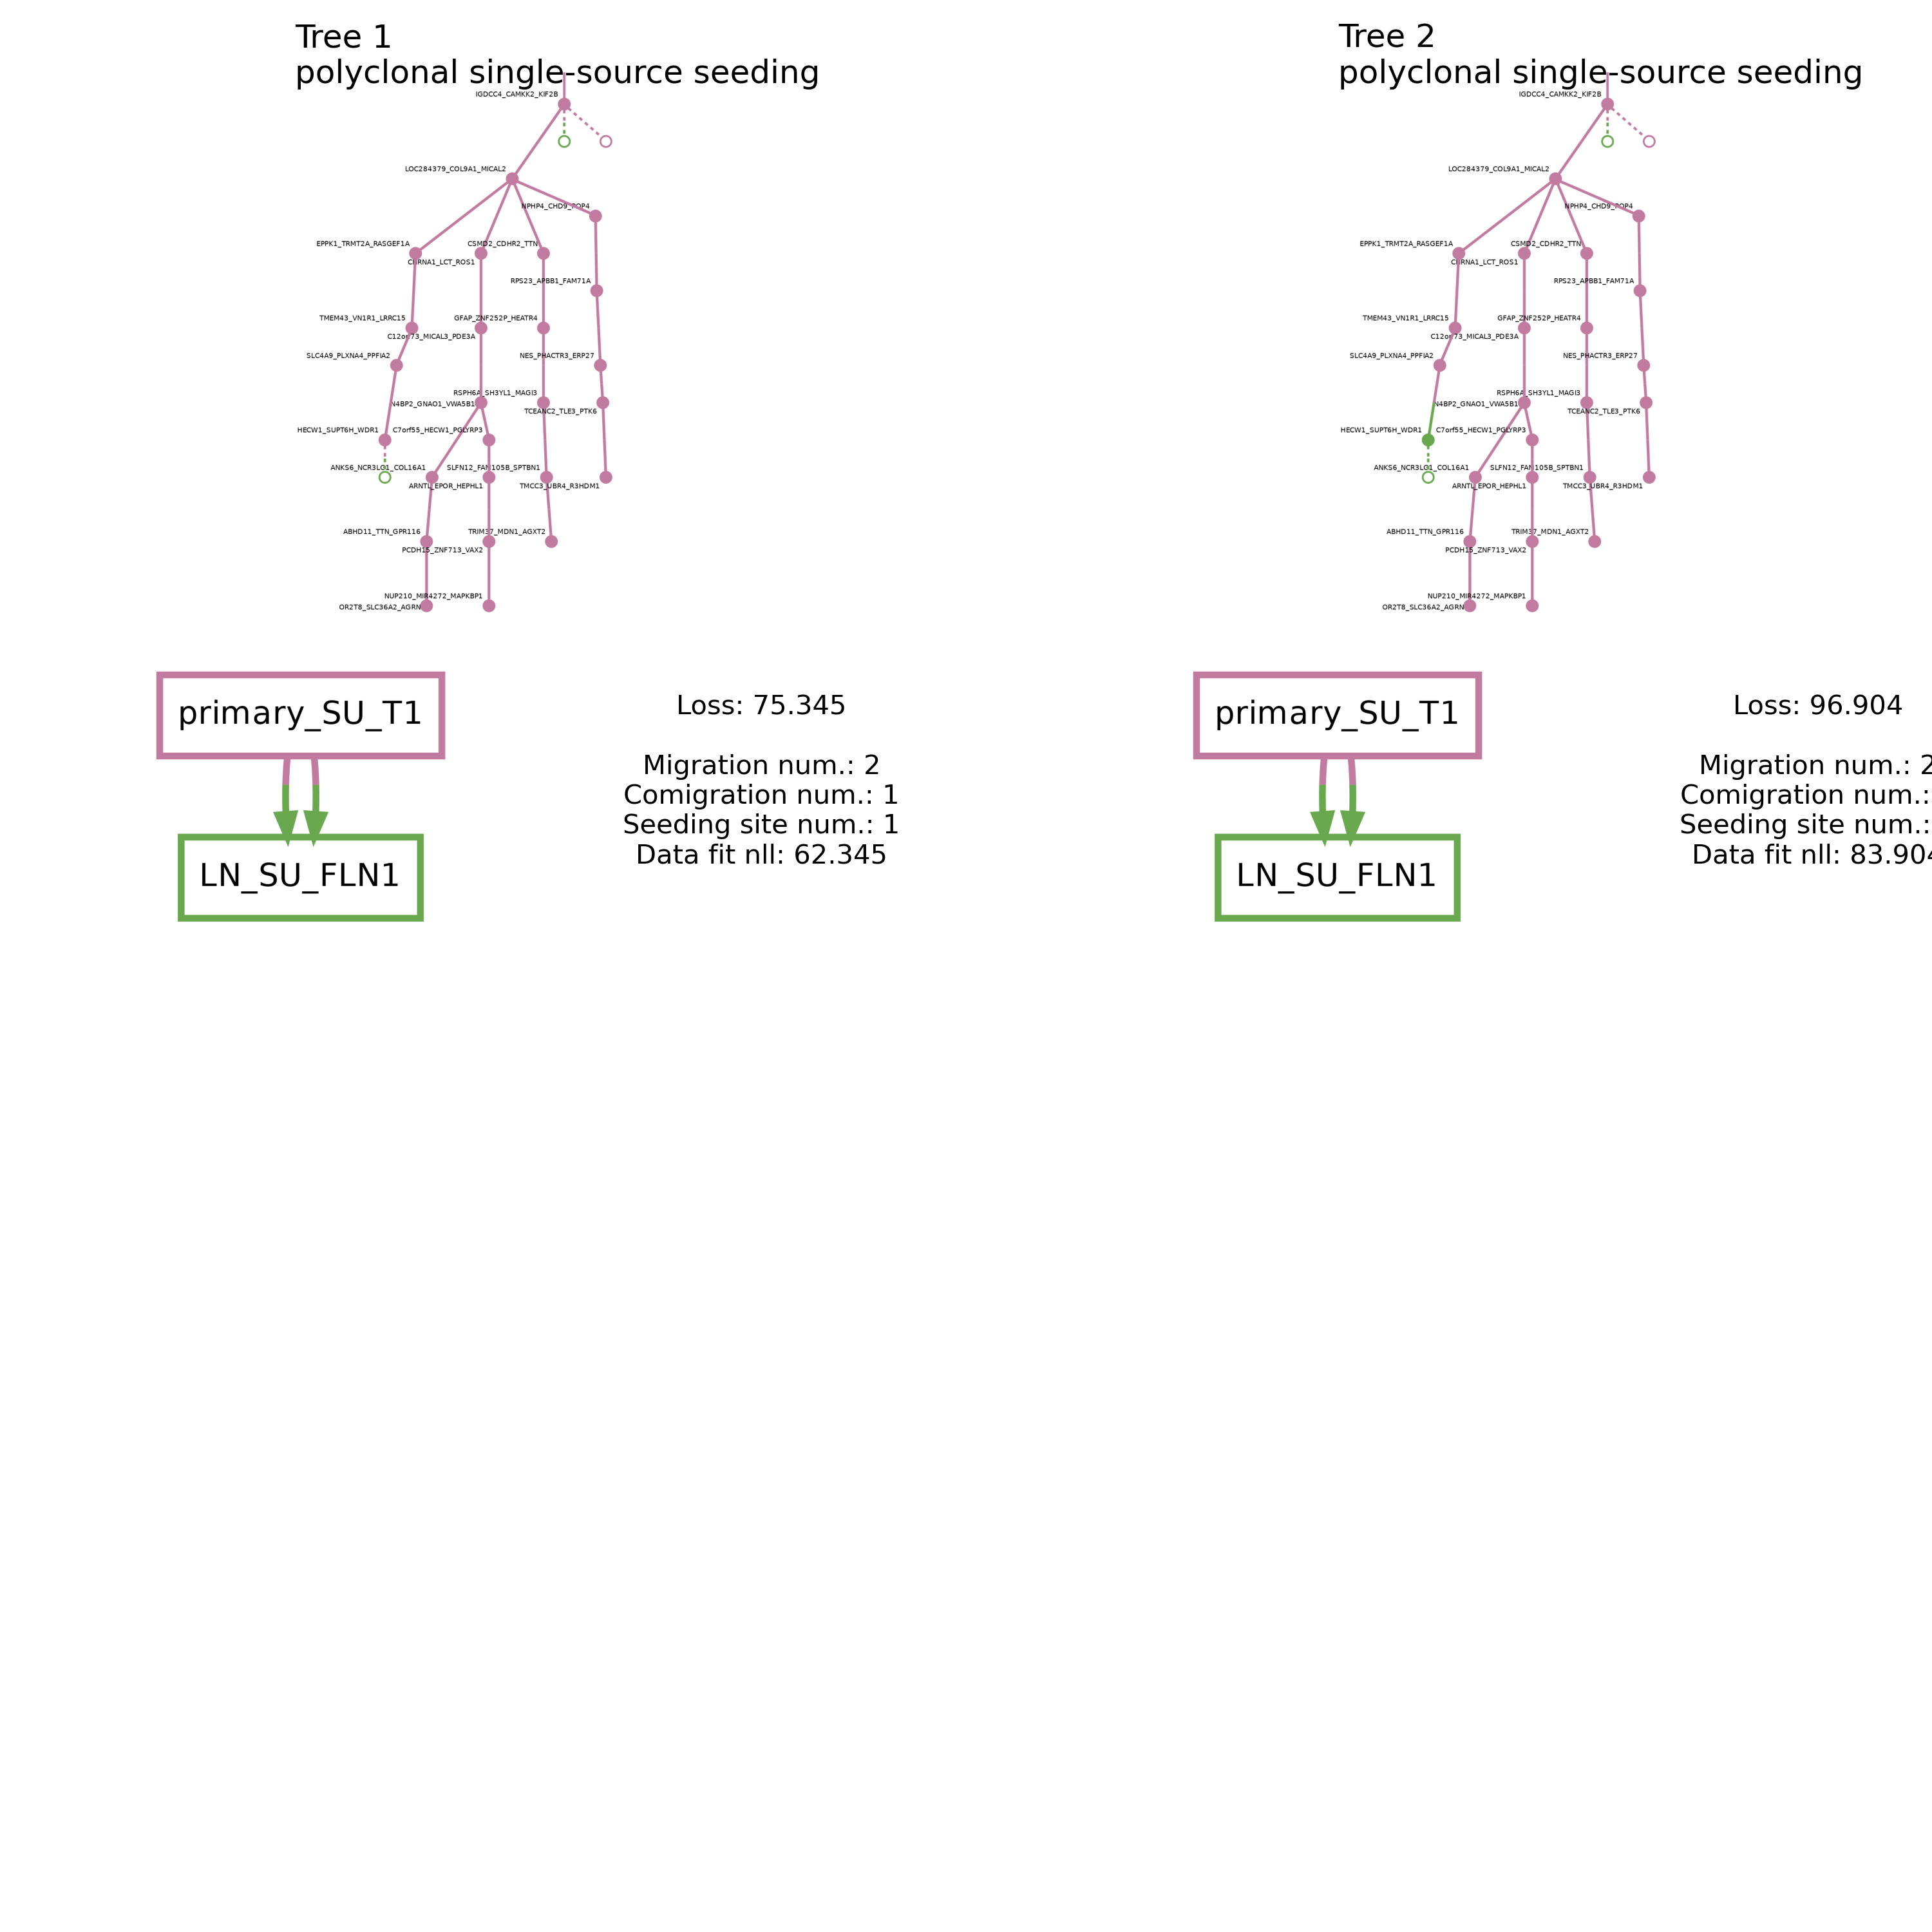 Tree 1
polyclonal single-source seeding
IGDCC4_CAMKK2_KIF2B
LOC284379_COL9A1_MICAL2
NPHP4_CHD9_POP4
EPPK1_TRMT2A_RASGEF1A
CSMD2_CDHR2_TTN
CHRNA1_LCT_ROS1
RPS23_APBB1_FAM71A
TMEM43_VN1R1_LRRC15
GFAP_ZNF252P_HEATR4
C12orf73_MICAL3_PDE3A
SLC4A9_PLXNA4_PPFIA2
NES_PHACTR3_ERP27
RSPH6A_SH3YL1_MAGI3
N4BP2_GNAO1_VWA5B1
TCEANC2_TLE3_PTK6
HECW1_SUPT6H_WDR1
C7orf55_HECW1_PGLYRP3
ANKS6_NCR3LG1_COL16A1
SLFN12_FAM105B_SPTBN1
ARNTL_EPOR_HEPHL1
TMCC3_UBR4_R3HDM1
ABHD11_TTN_GPR116
TRIM37_MDN1_AGXT2
PCDH15_ZNF713_VAX2
NUP210_MIR4272_MAPKBP1
OR2T8_SLC36A2_AGRN
primary_SU_T1
LN_SU_FLN1
Loss: 75.345
Migration num.: 2
Comigration num.: 1
Seeding site num.: 1
Data fit nll: 62.345
Tree 2
polyclonal single-source seeding
IGDCC4_CAMKK2_KIF2B
LOC284379_COL9A1_MICAL2
NPHP4_CHD9_POP4
EPPK1_TRMT2A_RASGEF1A
CSMD2_CDHR2_TTN
CHRNA1_LCT_ROS1
RPS23_APBB1_FAM71A
TMEM43_VN1R1_LRRC15
GFAP_ZNF252P_HEATR4
C12orf73_MICAL3_PDE3A
SLC4A9_PLXNA4_PPFIA2
NES_PHACTR3_ERP27
RSPH6A_SH3YL1_MAGI3
N4BP2_GNAO1_VWA5B1
TCEANC2_TLE3_PTK6
HECW1_SUPT6H_WDR1
C7orf55_HECW1_PGLYRP3
ANKS6_NCR3LG1_COL16A1
SLFN12_FAM105B_SPTBN1
ARNTL_EPOR_HEPHL1
TMCC3_UBR4_R3HDM1
ABHD11_TTN_GPR116
TRIM37_MDN1_AGXT2
PCDH15_ZNF713_VAX2
NUP210_MIR4272_MAPKBP1
OR2T8_SLC36A2_AGRN
primary_SU_T1
LN_SU_FLN1
Loss: 96.904
Migration num.: 2
Comigration num.:
Seeding site num.:
Data fit nll: 83.904